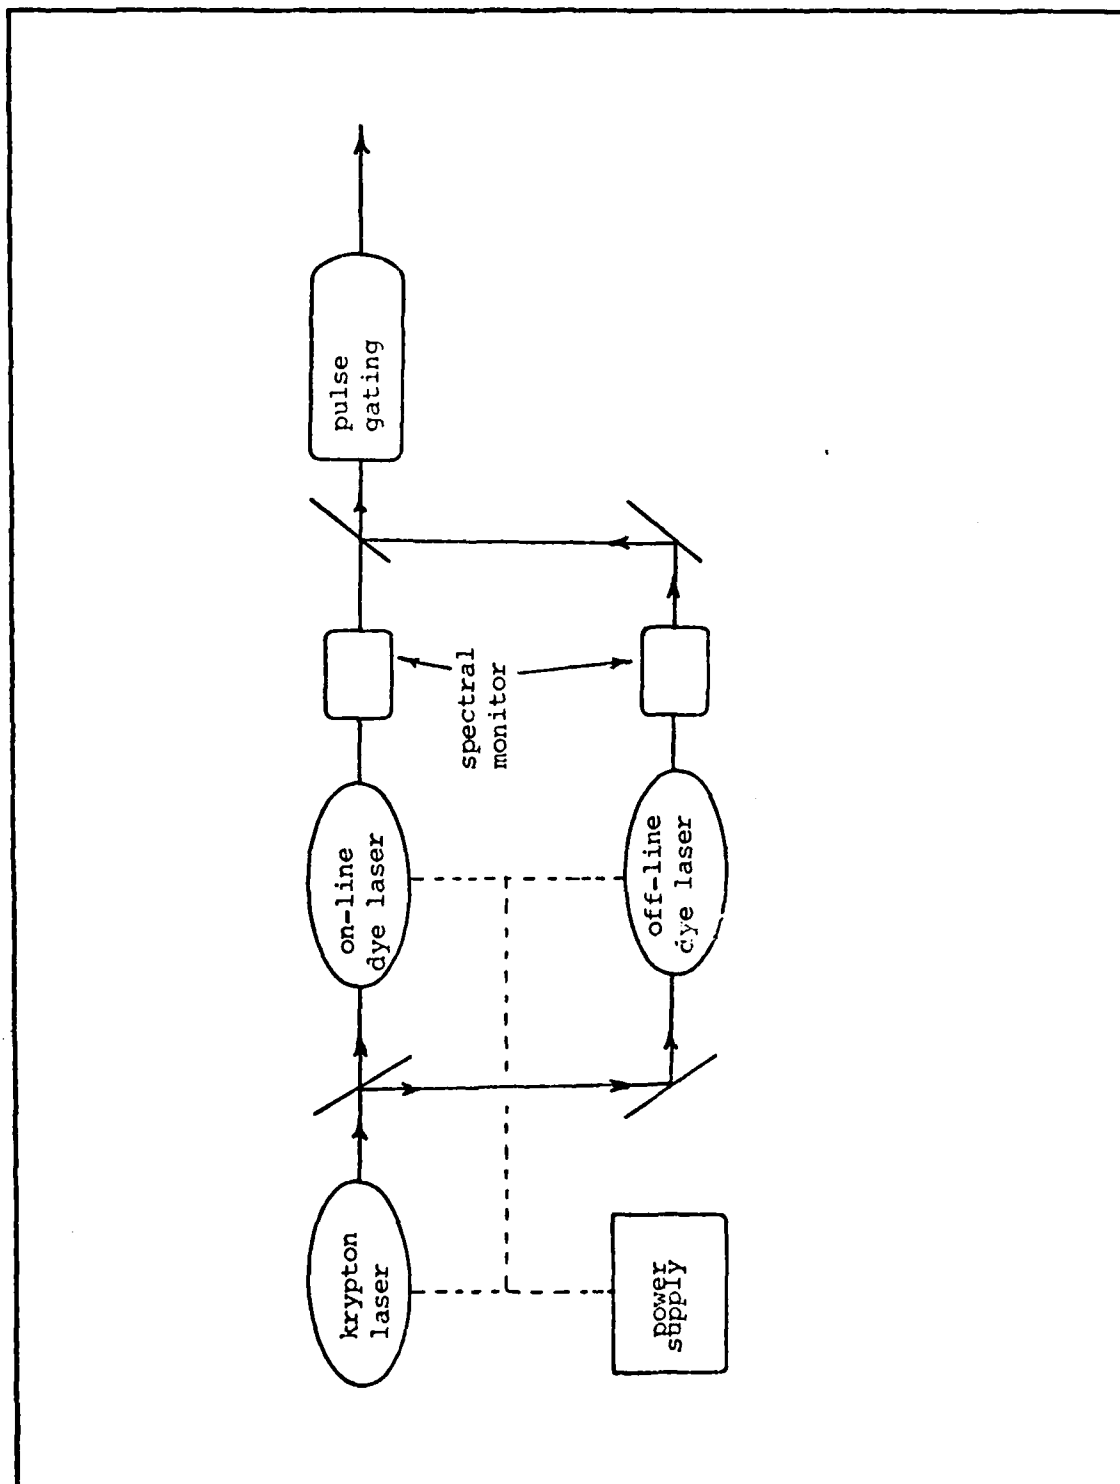 krypton
laser
on-line
dye laser
pulse
gating
spectral
monitor
power
supply
off-line
dye laser